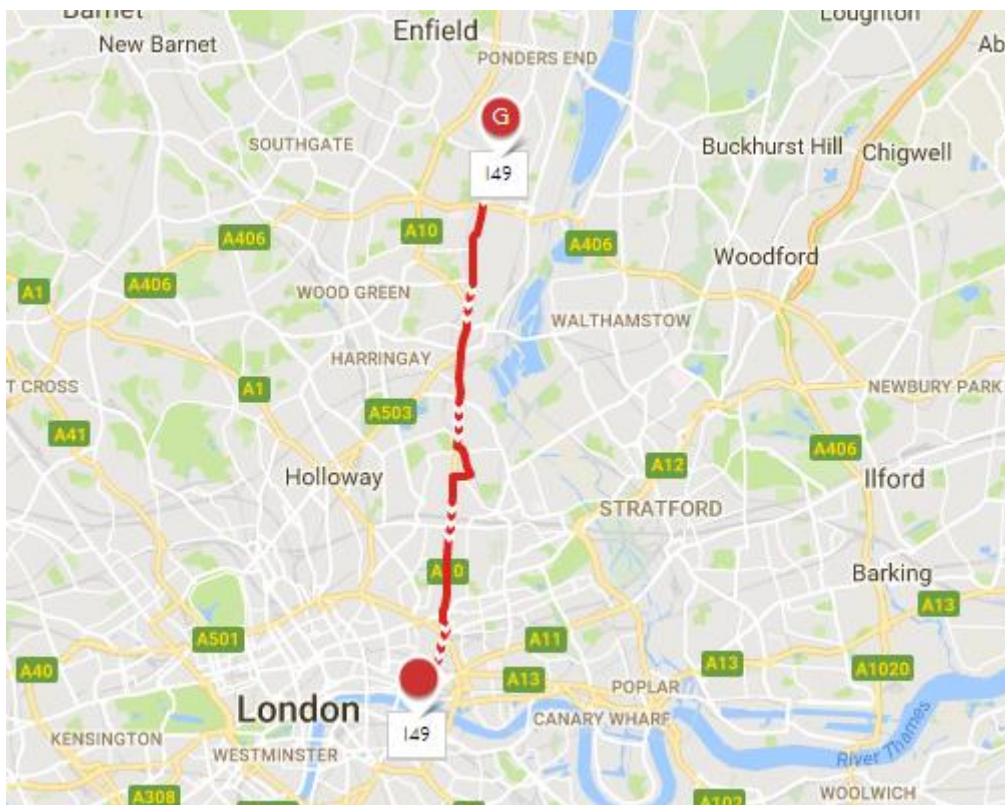 Barnet
New Barnet
Enfield
Loughton
Ab
PONDERS END
G
SOUTHGATE
149
Buckhurst Hill
Chigwell
A10
A406
A406
Woodford
A406
A1
WOOD GREEN
WALTHAMSTOW
HARRINGAY
T CROSS
A1
NEWBURY PARK
A503
A41
A406
A12
Holloway
Ilford
STRATFORD
A10
Barking
A13
A501
A11
A40
A13
A13
A1020
POPLAR
London
CANARY WHARF
149
KENSINGTON
WESTMINSTER
River Thames
A308
A102
WOOLWICH